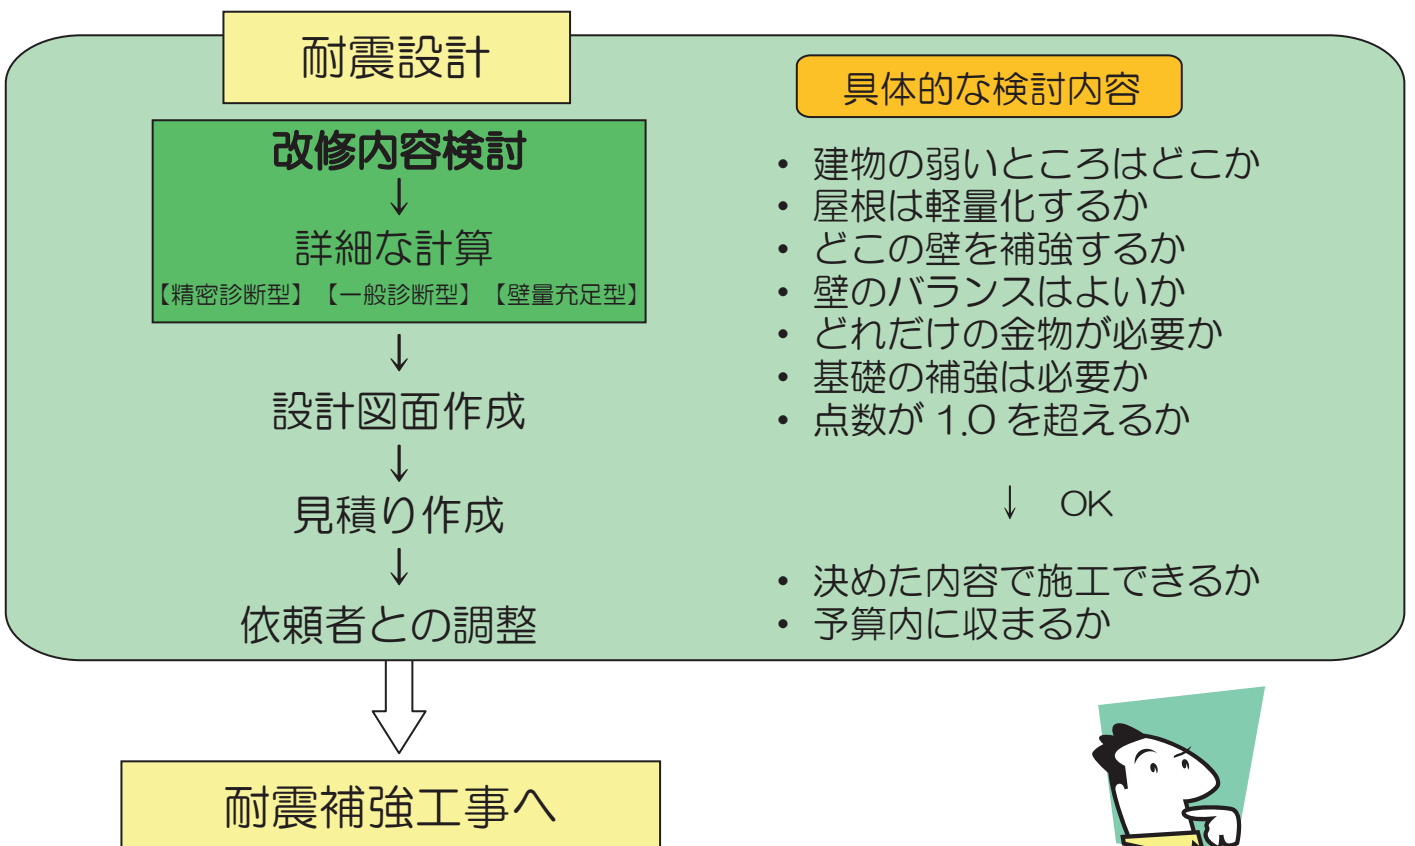 耐震設計
改修内容検討
↓
詳細な計算
【精密診断型】【一般診断型】【壁量充足型】
↓
設計図面作成
↓
見積り作成
↓
依頼者との調整
耐震補強工事へ
具体的な検討内容
・ 建物の弱いところはどこか
・ 屋根は軽量化するか
・ どこの壁を補強するか
・ 壁のバランスはよいか
・ どれだけの金物が必要か
・ 基礎の補強は必要か
・ 点数が 1.0 を超えるか
↓ OK
・ 決めた内容で施工できるか
・ 予算内に収まるか